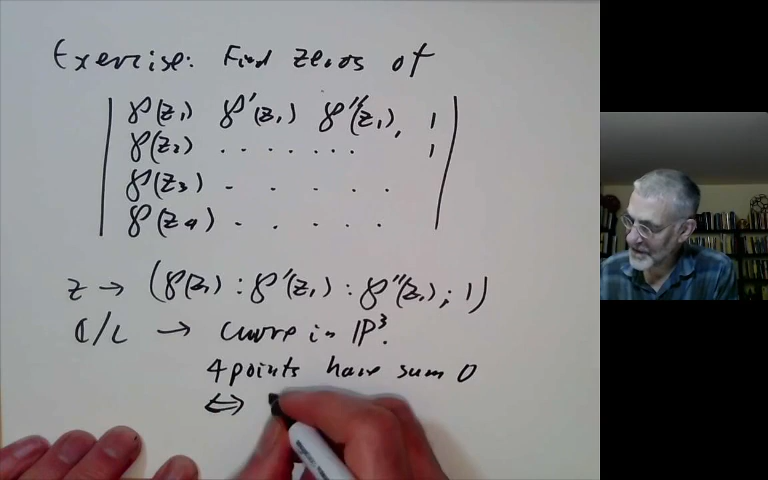 Exercise: Find zeros of
| ℘(z₁) ℘'(z₁) ℘''(z₁), 1 |
| ℘(z₂) . . . . . . . 1 |
| ℘(z₃) - . . . . |
| ℘(z₄) - . . . . |
z → (℘(z₁) : ℘'(z₁) : ℘''(z₁) ; 1)
ℂ/L → curve in ℙ³.
4 points have sum 0
⇔